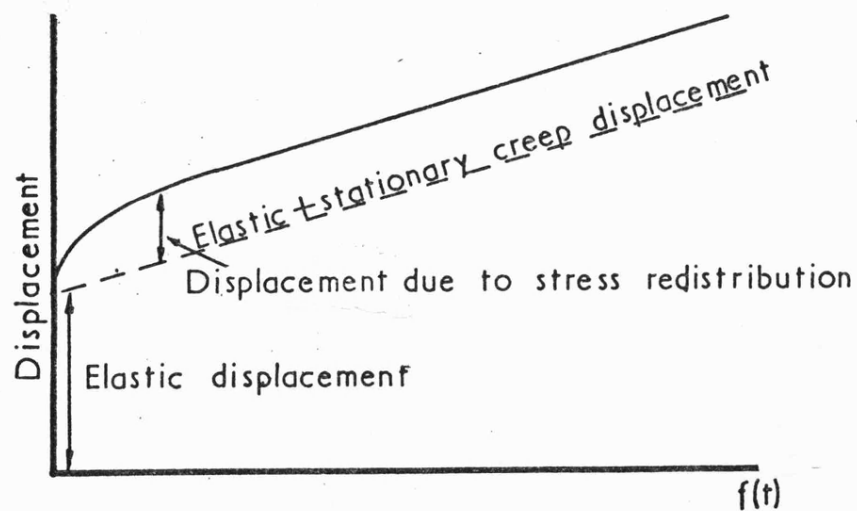 Displacement
Elastic + stationary creep displacement
Displacement due to stress redistribution
Elastic displacement
f(t)